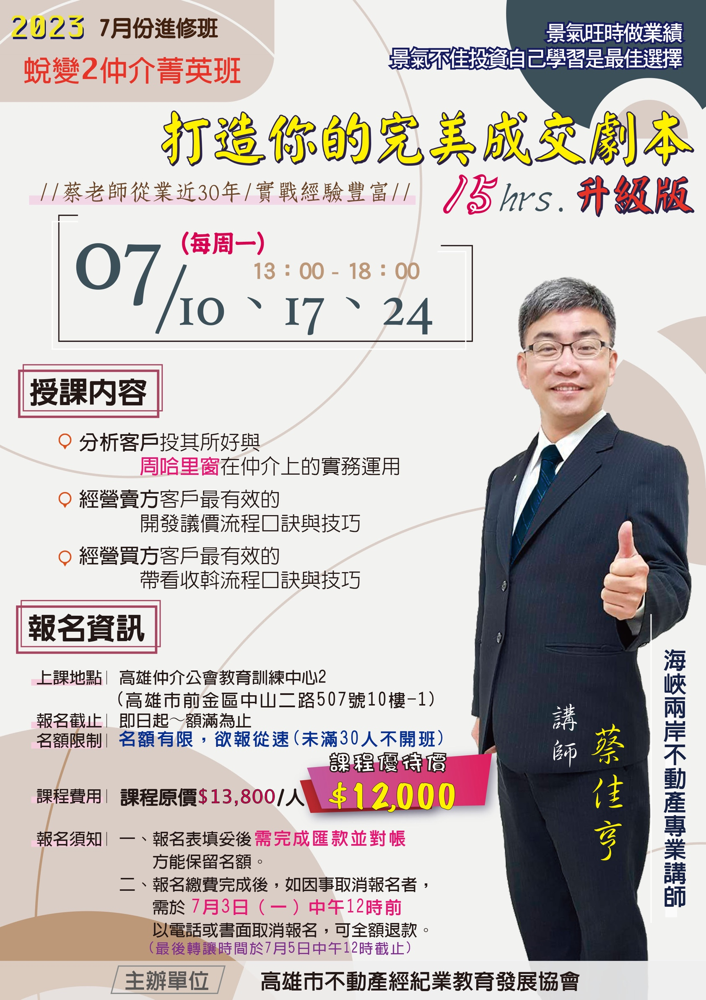 2023 7月份進修班
蛻變2仲介菁英班
景氣旺時做業績
景氣不佳投資自己學習是最佳選擇
打造你的完美成交劇本
//蔡老師從業近30年/實戰經驗豐富//
15hrs.升級版
(每周一)
13：00 - 18：00
07/10、17、24
授課內容
分析客戶投其所好與
周哈里窗在仲介上的實務運用
經營賣方客戶最有效的
開發議價流程口訣與技巧
經營買方客戶最有效的
帶看收斡流程口訣與技巧
報名資訊
上課地點| 高雄仲介公會教育訓練中心2
(高雄市前金區中山二路507號10樓-1)
報名截止| 即日起～額滿為止
名額限制| 名額有限，欲報從速(未滿30人不開班)
課程優待價
課程費用| 課程原價$13,800/人 $12,000
報名須知| 一、報名表填妥後需完成匯款並對帳
方能保留名額。
二、報名繳費完成後，如因事取消報名者，
需於 7月3日（一）中午12時前
以電話或書面取消報名，可全額退款。
(最後轉讓時間於7月5日中午12時截止)
講師
蔡佳亨
海峽兩岸不動產專業講師
主辦單位 高雄市不動產經紀業教育發展協會